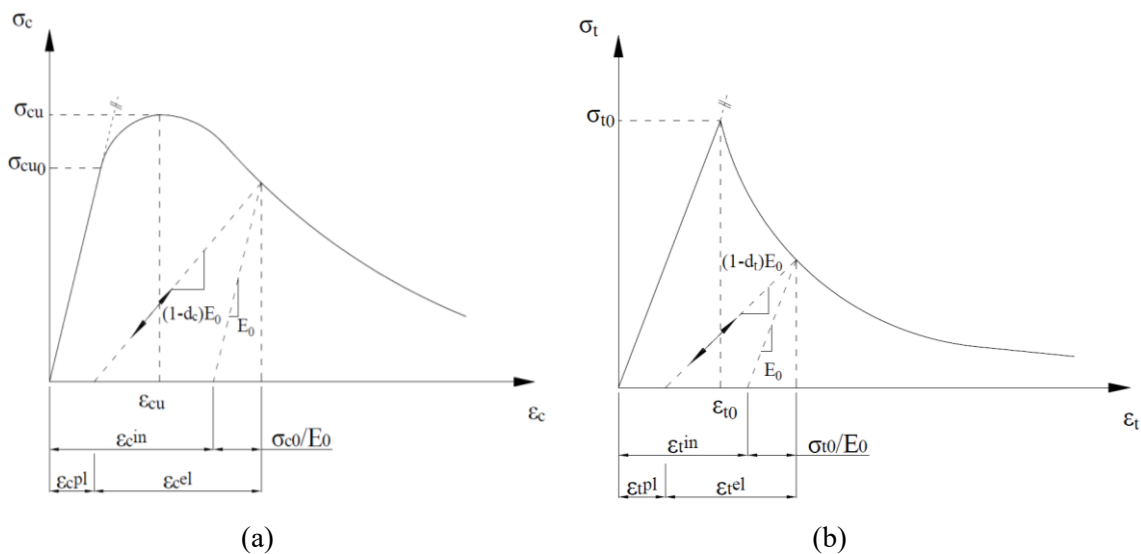 σc
σcu
σcu0
(1-dc)E0
E0
εcu
εc
εcin
σc0/E0
εcpl
εcel
(a)
σt
σt0
(1-dt)E0
E0
εt0
εt
εtin
σt0/E0
εtpl
εtel
(b)